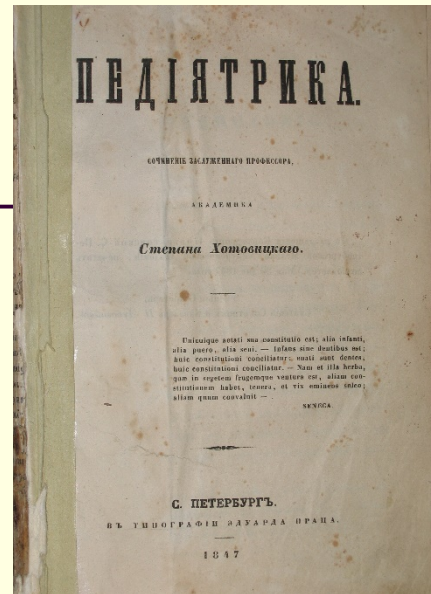 ПЕДІЯТРИКА.
СОЧИНЕНІЕ ЗАСЛУЖЕННАГО ПРОФЕССОРА,
АКАДЕМИКА
Степана Хотовицкаго.
Unicuique aetati sua constitutio est; alia infanti,
alia puero, alia seni. — Infans sine dentibus est;
huic constitutioni conciliatur: enati sunt dentes,
huic constitutioni conciliatur. — Nam et illa herba,
quae in segetem frugemque ventura est, aliam con-
stitutionem habet, tenera, et vix eminens sulco;
aliam quum convaluit —
SENECA.
С. ПЕТЕРБУРГЪ.
ВЪ ТИПОГРАФІИ ЭДУАРДА ПРАЦА.
1847